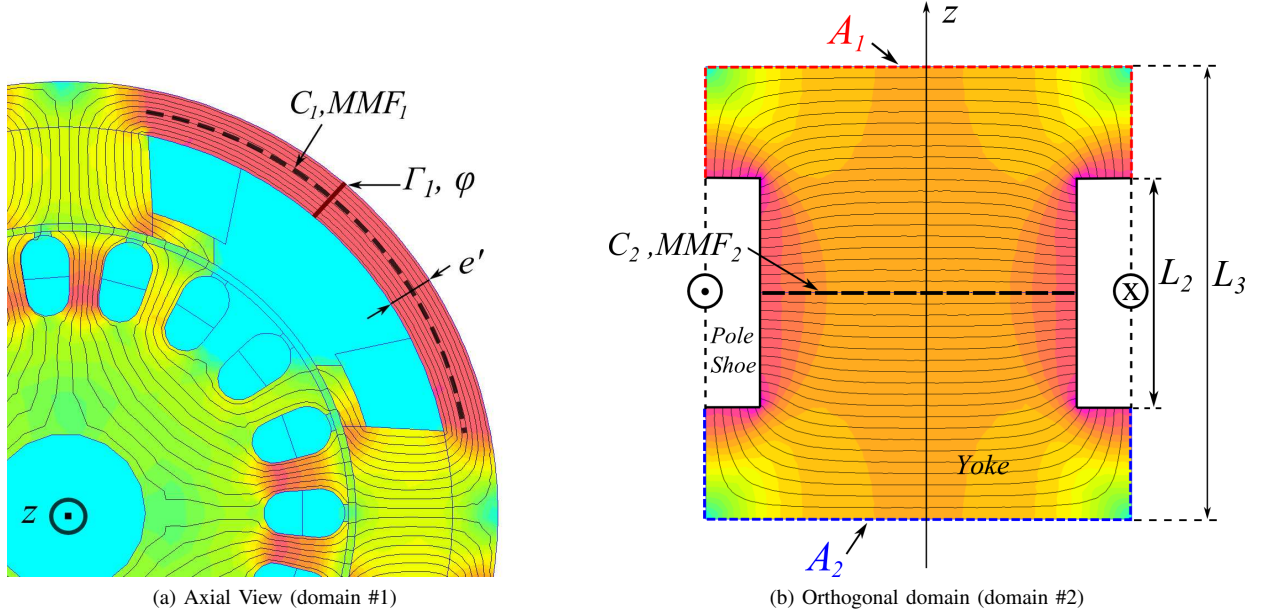 C₁,MMF₁
Γ₁, φ
e'
z
(a) Axial View (domain #1)
z
A₁
C₂ ,MMF₂
L₂
L₃
X
Pole
Shoe
Yoke
A₂
(b) Orthogonal domain (domain #2)